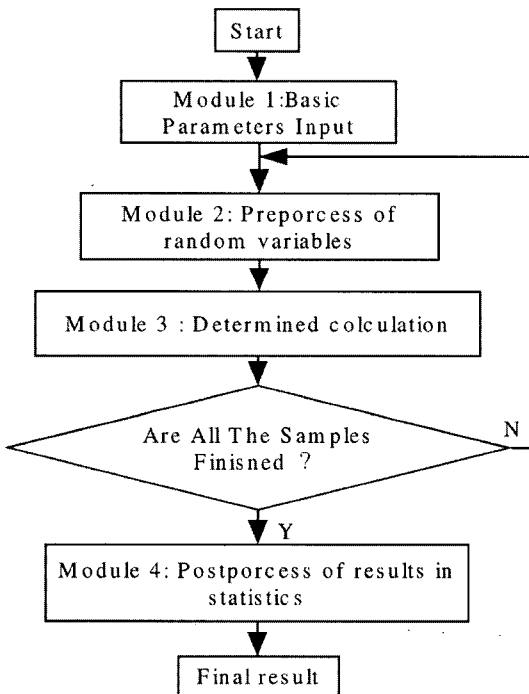 Start
Module 1:Basic
Parameters Input
Module 2: Preporcess of
random variables
Module 3 : Determined colculation
Are All The Samples
Finisned ?
N
Y
Module 4: Postporcess of results in
statistics
Final result